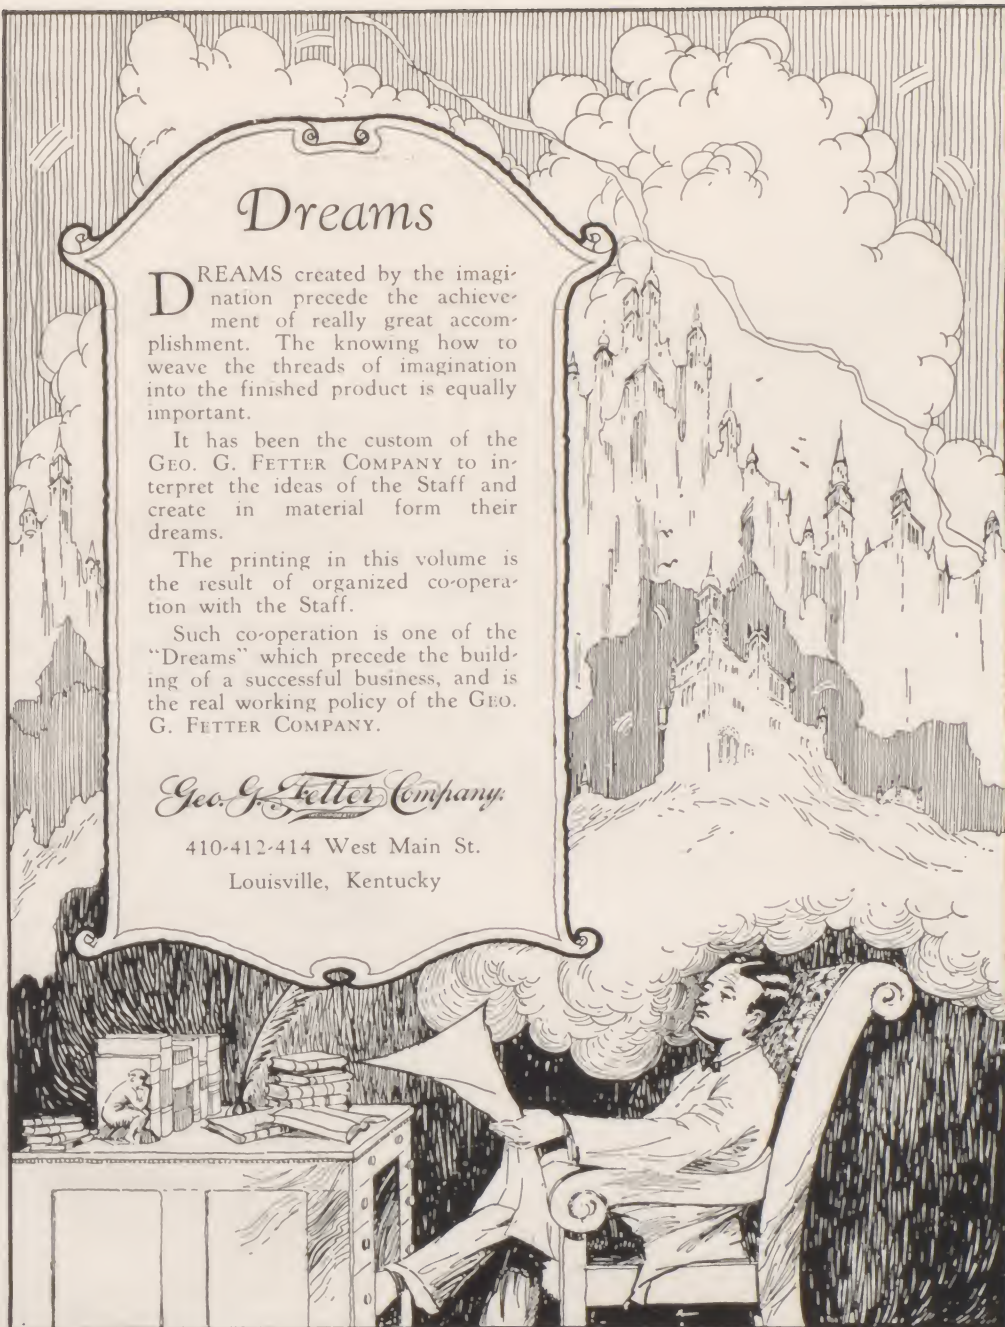 Dreams
DREAMS created by the imagi-
nation precede the achieve-
ment of really great accom-
plishment. The knowing how to
weave the threads of imagination
into the finished product is equally
important.
It has been the custom of the
GEO. G. FETTER COMPANY to in-
terpret the ideas of the Staff and
create in material form their
dreams.
The printing in this volume is
the result of organized co-opera-
tion with the Staff.
Such co-operation is one of the
"Dreams" which precede the build-
ing of a successful business, and is
the real working policy of the GEO.
G. FETTER COMPANY.
Geo. G. Fetter Company.
INCORPORATED
410-412-414 West Main St.
Louisville, Kentucky